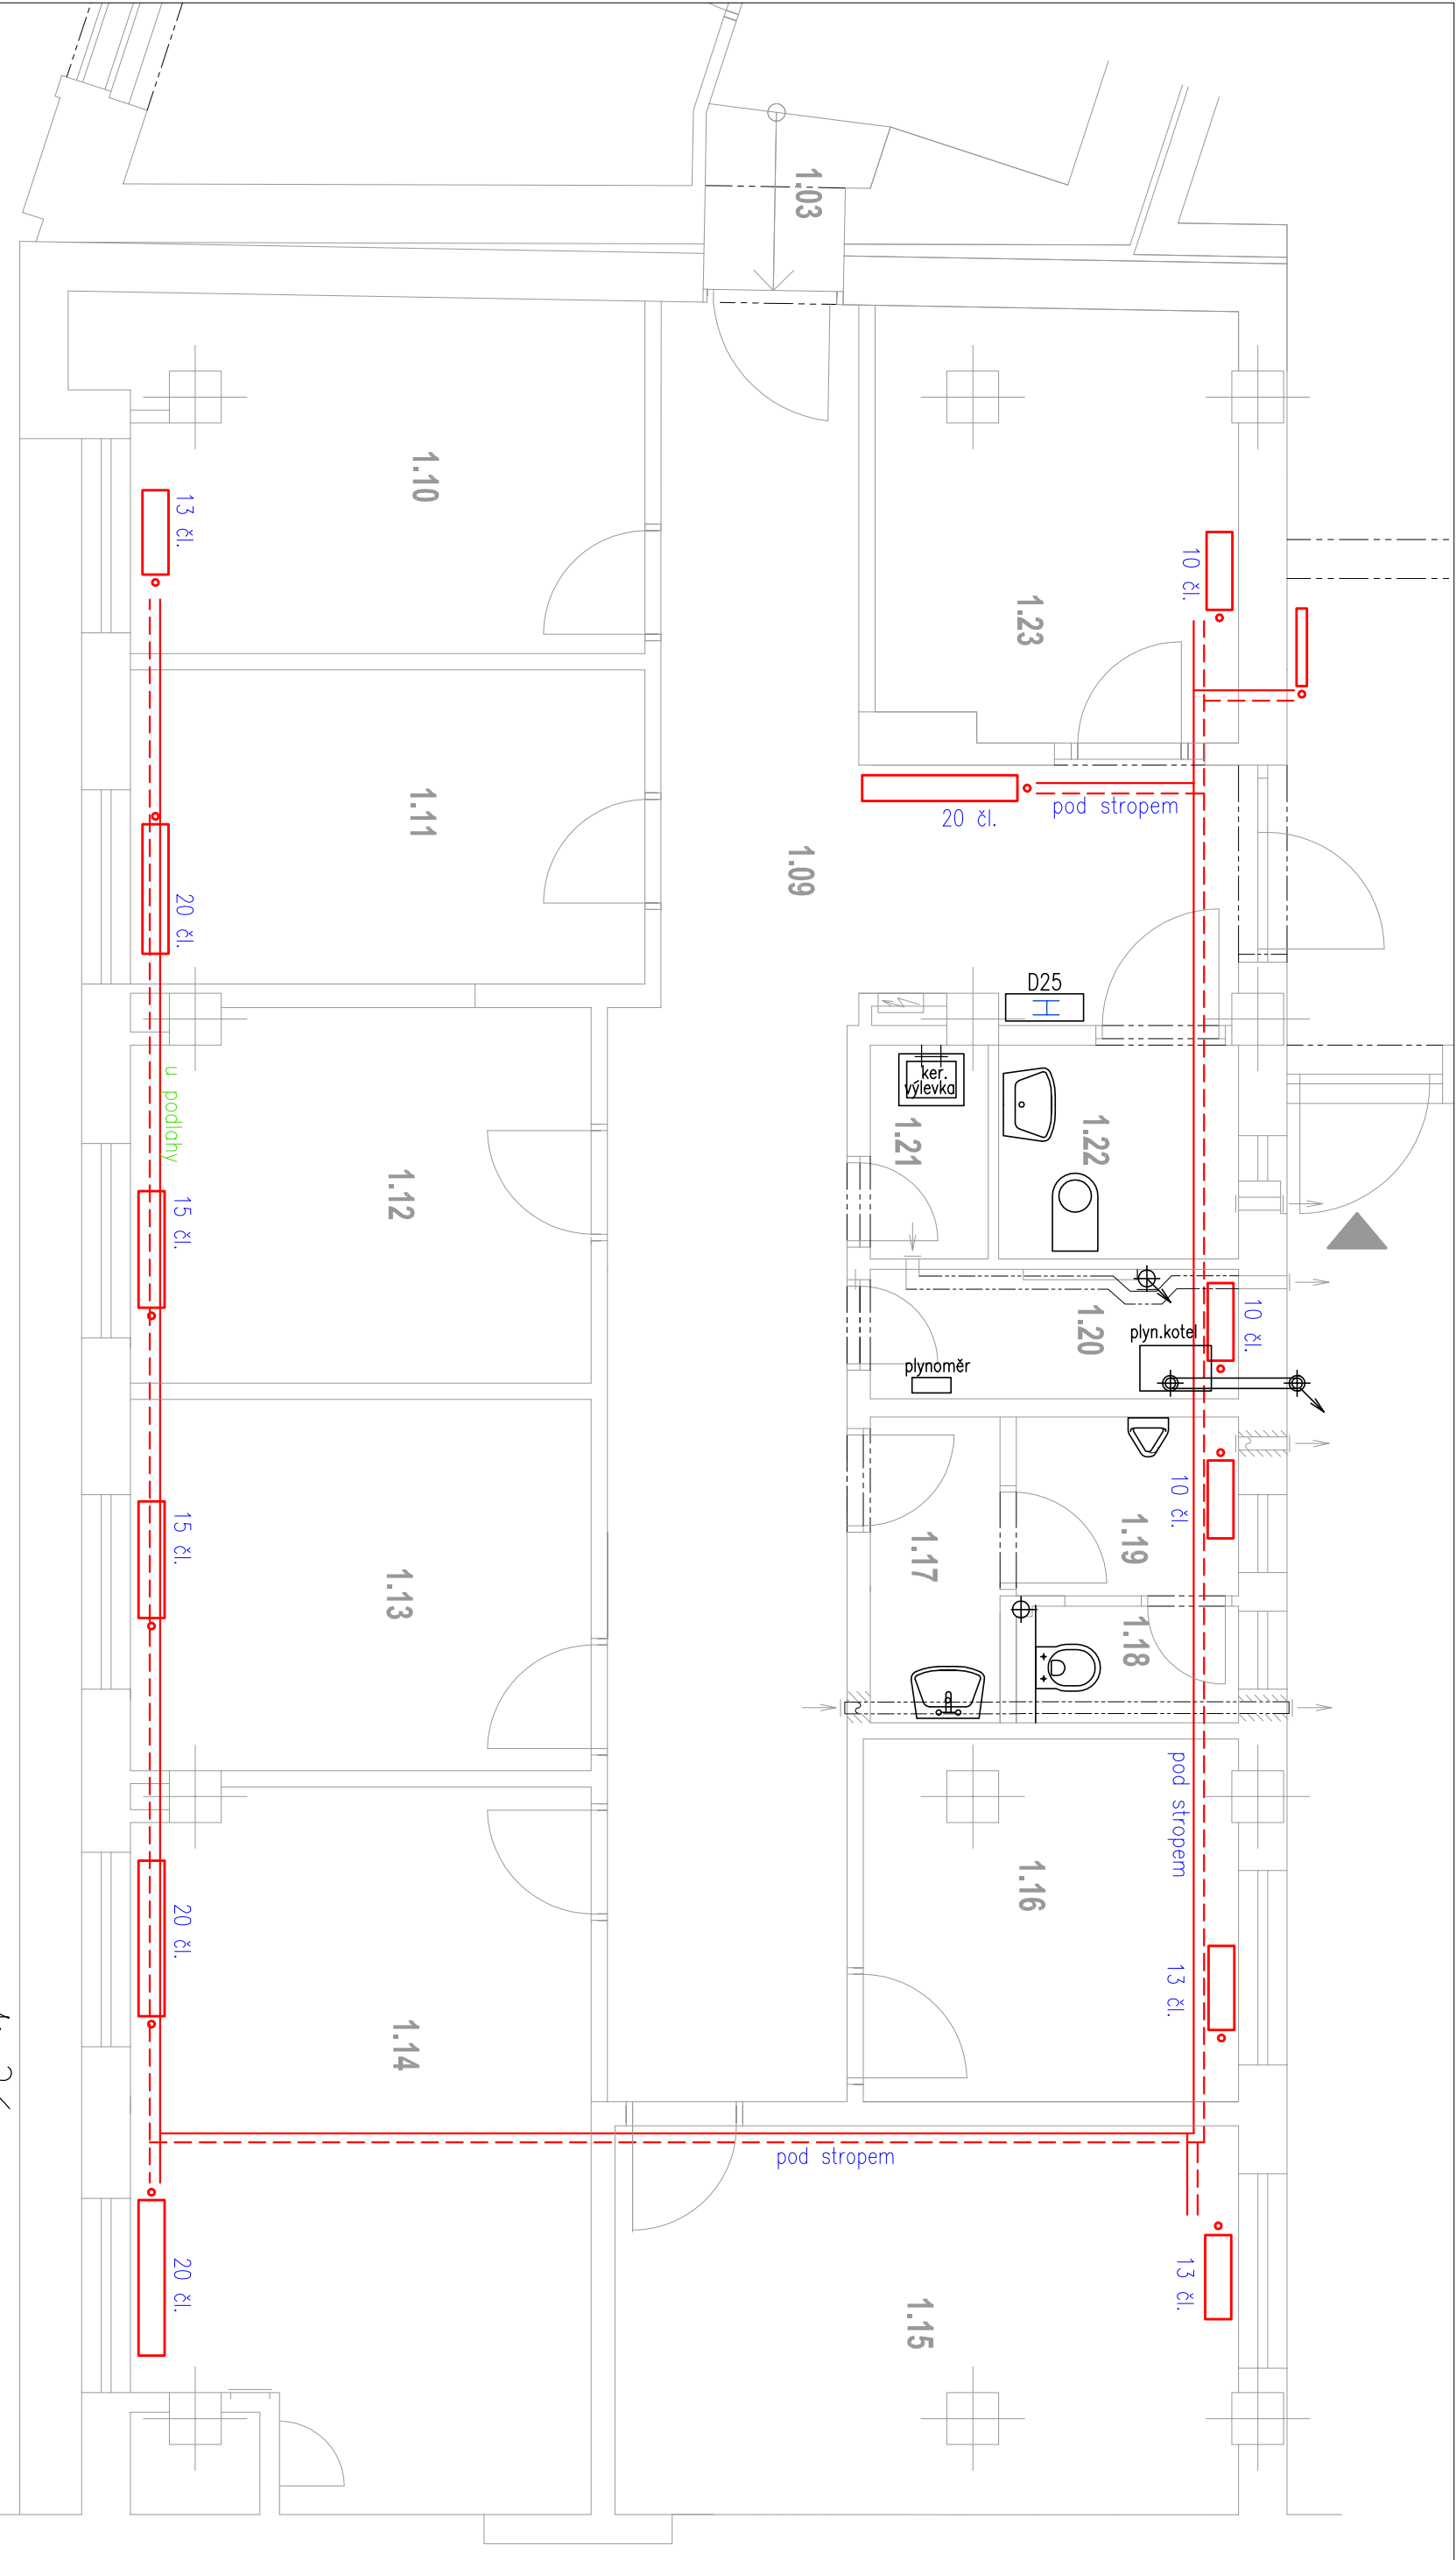 1.03
1.10
13 čl.
10 čl.
1.23
1.11
20 čl.
20 čl.
pod stropem
1.09
D25
ker.
výlevka
1.21
1.22
u podlahy
1.12
15 čl.
1.20
10 čl.
plyn.kotel
plynoměr
10 čl.
15 čl.
1.13
1.17
1.19
1.18
pod stropem
1.16
20 čl.
13 čl.
1.14
pod stropem
20 čl.
13 čl.
1.15